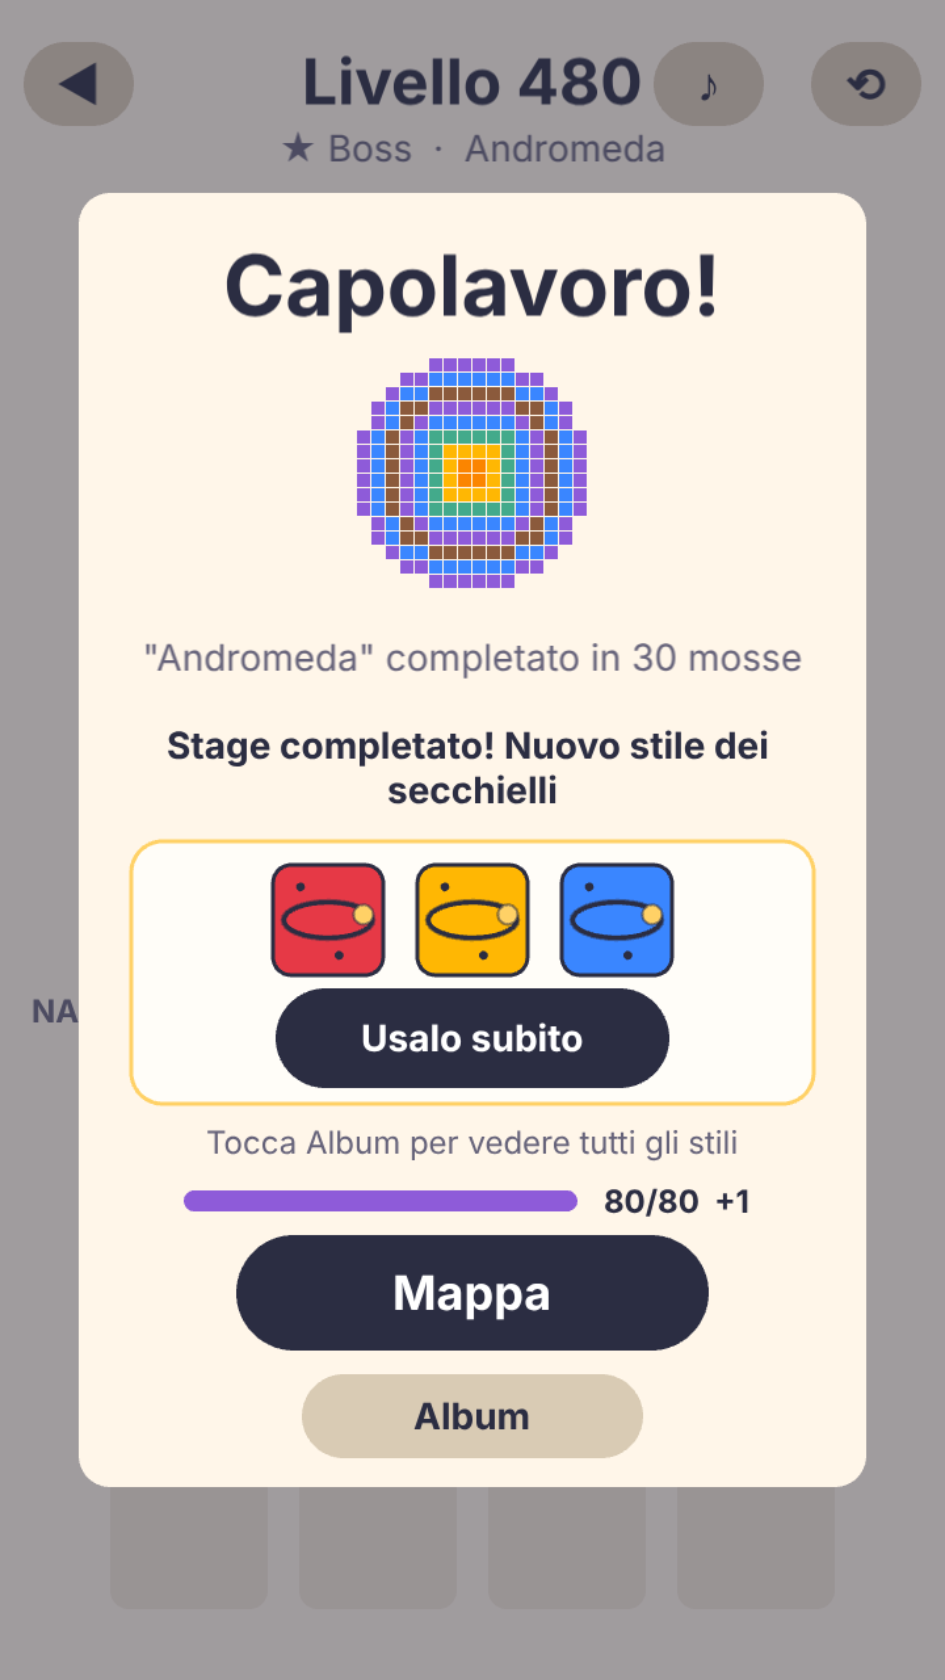 Livello 480
★ Boss · Andromeda
Capolavoro!
"Andromeda" completato in 30 mosse
Stage completato! Nuovo stile dei
secchielli
NA
Usalo subito
Tocca Album per vedere tutti gli stili
80/80 +1
Mappa
Album